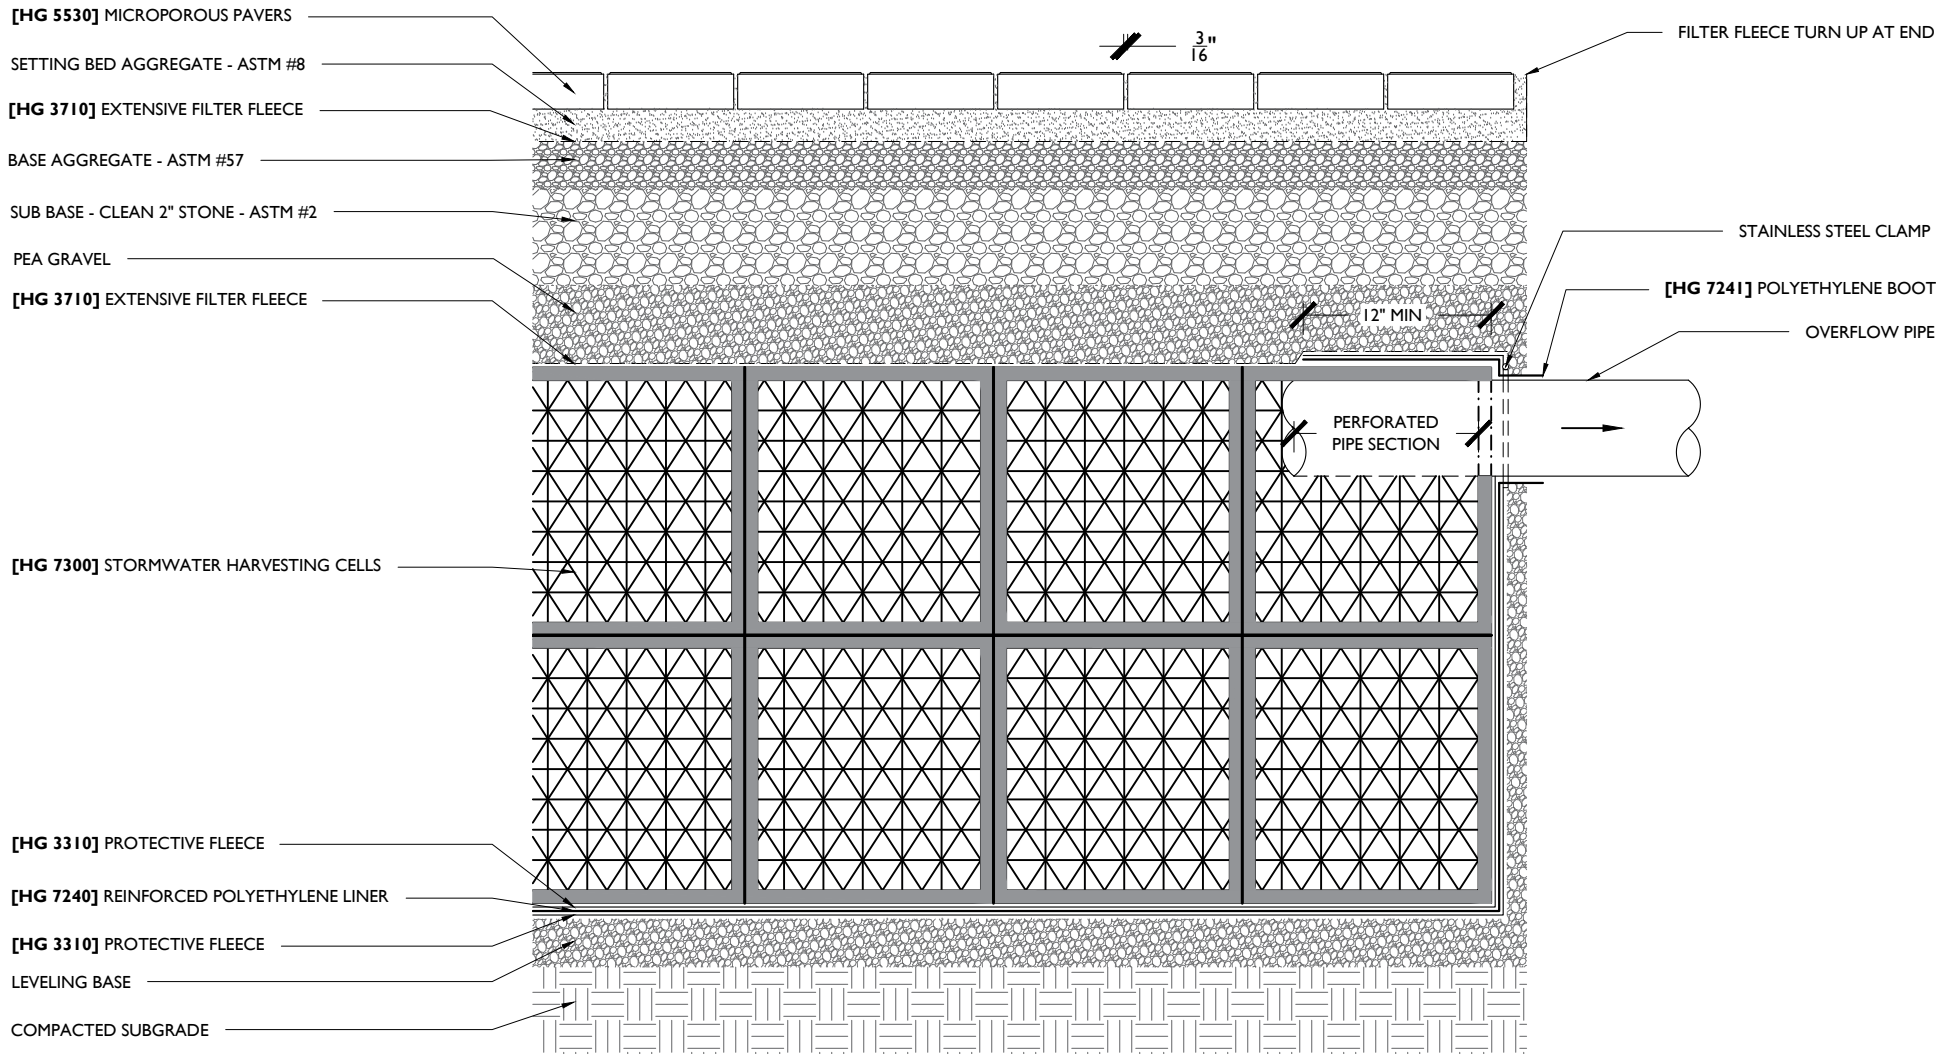 [HG 5530] MICROPOROUS PAVERS
SETTING BED AGGREGATE - ASTM #8
[HG 3710] EXTENSIVE FILTER FLEECE
BASE AGGREGATE - ASTM #57
SUB BASE - CLEAN 2" STONE - ASTM #2
PEA GRAVEL
[HG 3710] EXTENSIVE FILTER FLEECE
[HG 7300] STORMWATER HARVESTING CELLS
[HG 3310] PROTECTIVE FLEECE
[HG 7240] REINFORCED POLYETHYLENE LINER
[HG 3310] PROTECTIVE FLEECE
LEVELING BASE
COMPACTED SUBGRADE
3/16"
12" MIN
PERFORATED
PIPE SECTION
FILTER FLEECE TURN UP AT END
STAINLESS STEEL CLAMP
[HG 7241] POLYETHYLENE BOOT
OVERFLOW PIPE